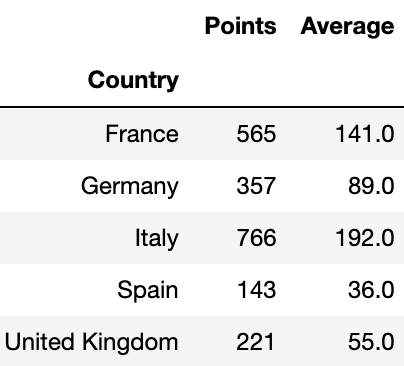 Points Average
Country
France 565 141.0
Germany 357 89.0
Italy 766 192.0
Spain 143 36.0
United Kingdom 221 55.0